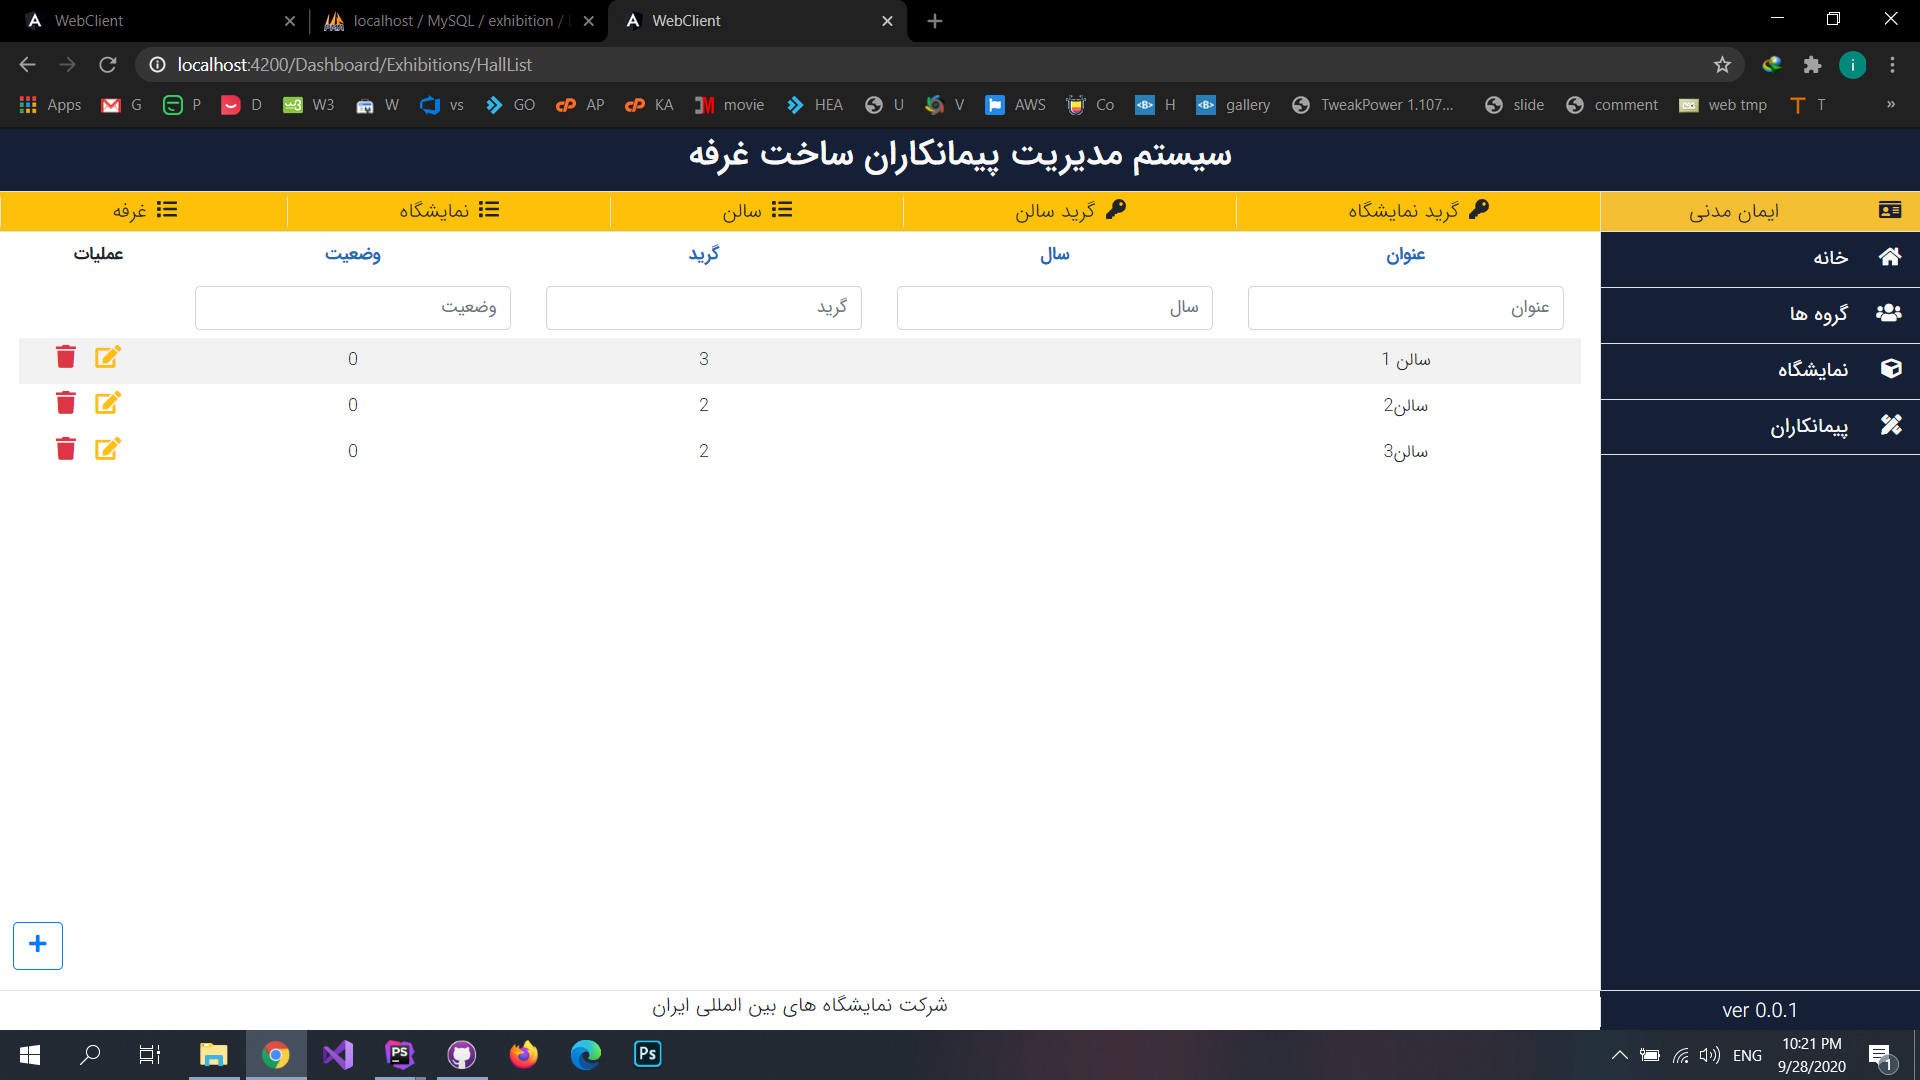 WebClient
localhost / MySQL / exhibition /
WebClient
localhost:4200/Dashboard/Exhibitions/HallList
Apps G P D W3 W vs GO AP KA movie HEA U V AWS Co H gallery TweakPower 1.107... slide comment web tmp T »
سیستم مدیریت پیمانکاران ساخت غرفه
ایمان مدنی
گرید نمایشگاه گرید سالن سالن نمایشگاه غرفه
خانه
گروه ها
نمایشگاه
پیمانکاران
عنوان سال گرید وضعیت عملیات
عنوان سال گرید وضعیت
سالن 1 3 0
سالن2 2 0
سالن3 2 0
+
شرکت نمایشگاه های بین المللی ایران
ver 0.0.1
ENG
10:21 PM
9/28/2020
1